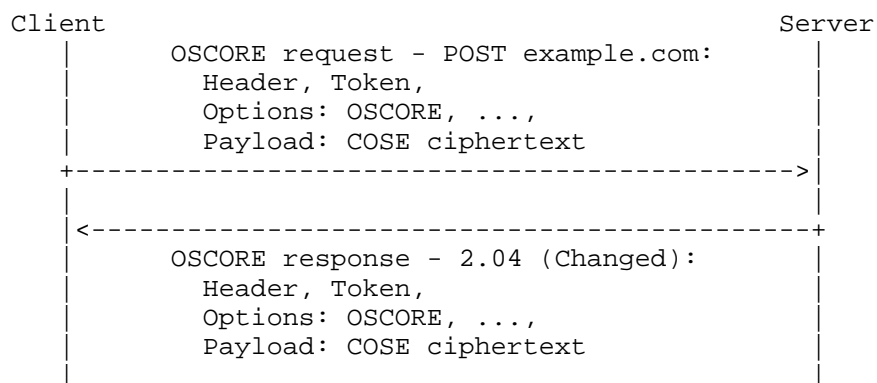 Client Server
OSCORE request - POST example.com:
Header, Token,
Options: OSCORE, ...,
Payload: COSE ciphertext
OSCORE response - 2.04 (Changed):
Header, Token,
Options: OSCORE, ...,
Payload: COSE ciphertext